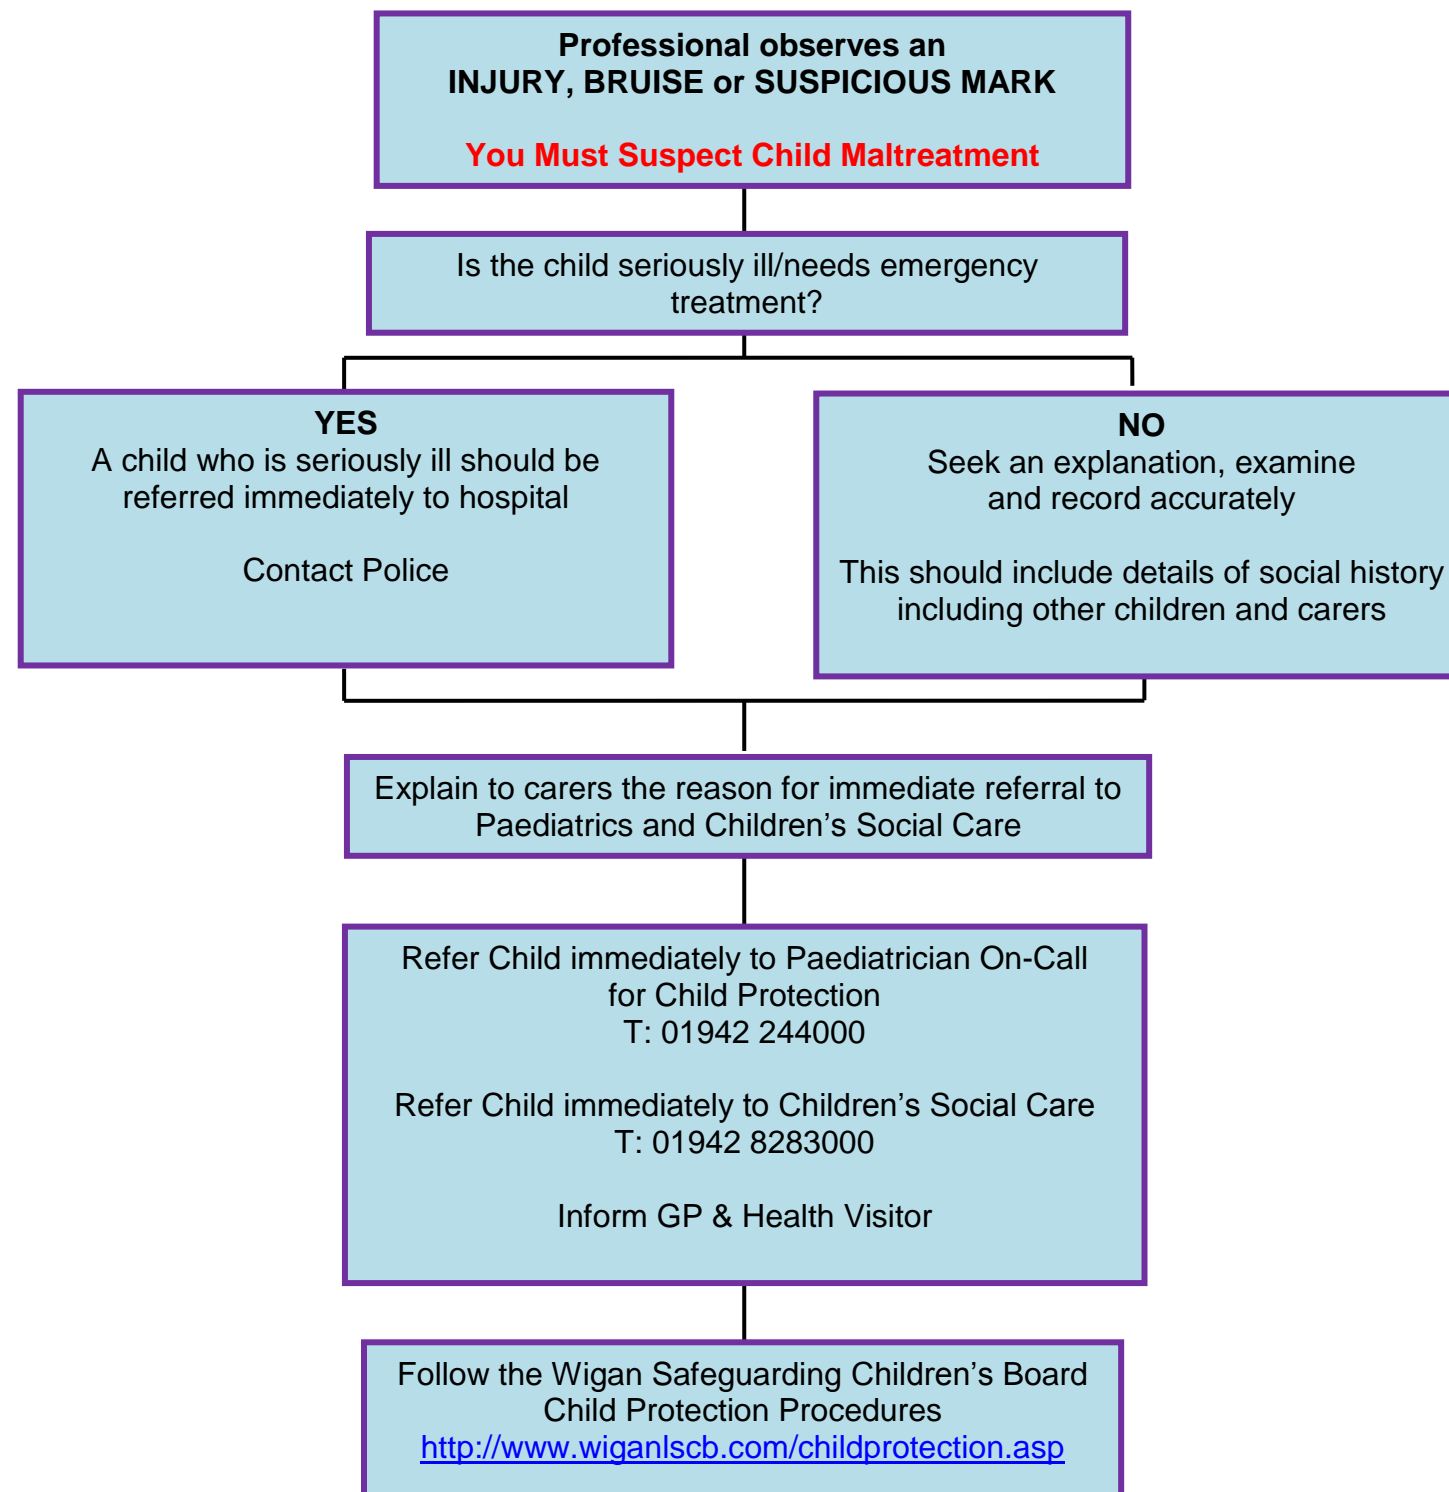 Professional observes an
INJURY, BRUISE or SUSPICIOUS MARK
You Must Suspect Child Maltreatment
Is the child seriously ill/needs emergency
treatment?
YES
A child who is seriously ill should be
referred immediately to hospital
Contact Police
NO
Seek an explanation, examine
and record accurately
This should include details of social history
including other children and carers
Explain to carers the reason for immediate referral to
Paediatrics and Children’s Social Care
Refer Child immediately to Paediatrician On-Call
for Child Protection
T: 01942 244000
Refer Child immediately to Children’s Social Care
T: 01942 8283000
Inform GP & Health Visitor
Follow the Wigan Safeguarding Children’s Board
Child Protection Procedures
http://www.wiganlscb.com/childprotection.asp